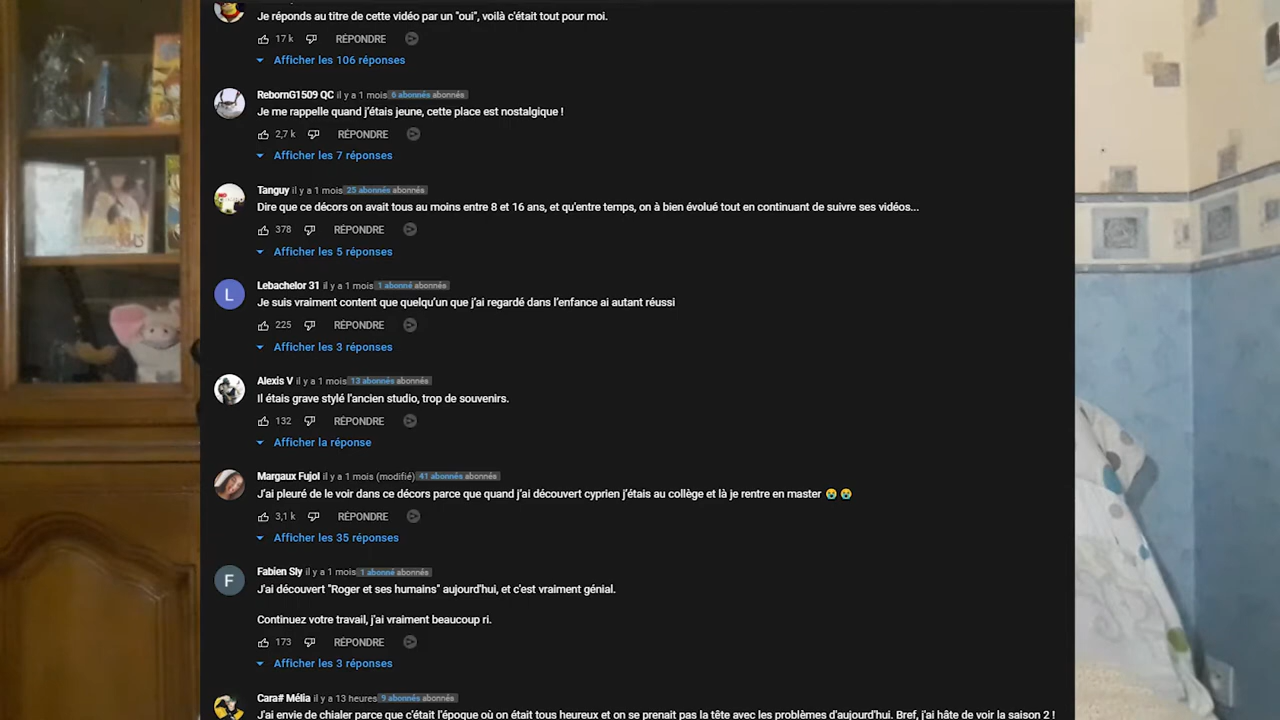 Je réponds au titre de cette vidéo par un "oui", voilà c'était tout pour moi.
17 k RÉPONDRE
Afficher les 106 réponses
RebornG1509 QC il y a 1 mois 6 abonnés abonnés
Je me rappelle quand j'étais jeune, cette place est nostalgique !
2,7 k RÉPONDRE
Afficher les 7 réponses
Tanguy il y a 1 mois 25 abonnés abonnés
Dire que ce décors on avait tous au moins entre 8 et 16 ans, et qu'entre temps, on à bien évolué tout en continuant de suivre ses vidéos...
378 RÉPONDRE
Afficher les 5 réponses
L
Lebachelor 31 il y a 1 mois 1 abonné abonnés
Je suis vraiment content que quelqu'un que j'ai regardé dans l'enfance ai autant réussi
225 RÉPONDRE
Afficher les 3 réponses
Alexis V il y a 1 mois 13 abonnés abonnés
Il étais grave stylé l'ancien studio, trop de souvenirs.
132 RÉPONDRE
Afficher la réponse
Margaux Fujol il y a 1 mois (modifié) 41 abonnés abonnés
J'ai pleuré de le voir dans ce décors parce que quand j'ai découvert cyprien j'étais au collège et là je rentre en master 😭 😭
3,1 k RÉPONDRE
Afficher les 35 réponses
F
Fabien Sly il y a 1 mois 1 abonné abonnés
J'ai découvert "Roger et ses humains" aujourd'hui, et c'est vraiment génial.
Continuez votre travail, j'ai vraiment beaucoup ri.
173 RÉPONDRE
Afficher les 3 réponses
Cara# Mélia il y a 13 heures 9 abonnés abonnés
J'ai envie de chialer parce que c'était l'époque où on était tous heureux et on se prenait pas la tête avec les problèmes d'aujourd'hui. Bref, j'ai hâte de voir la saison 2 !